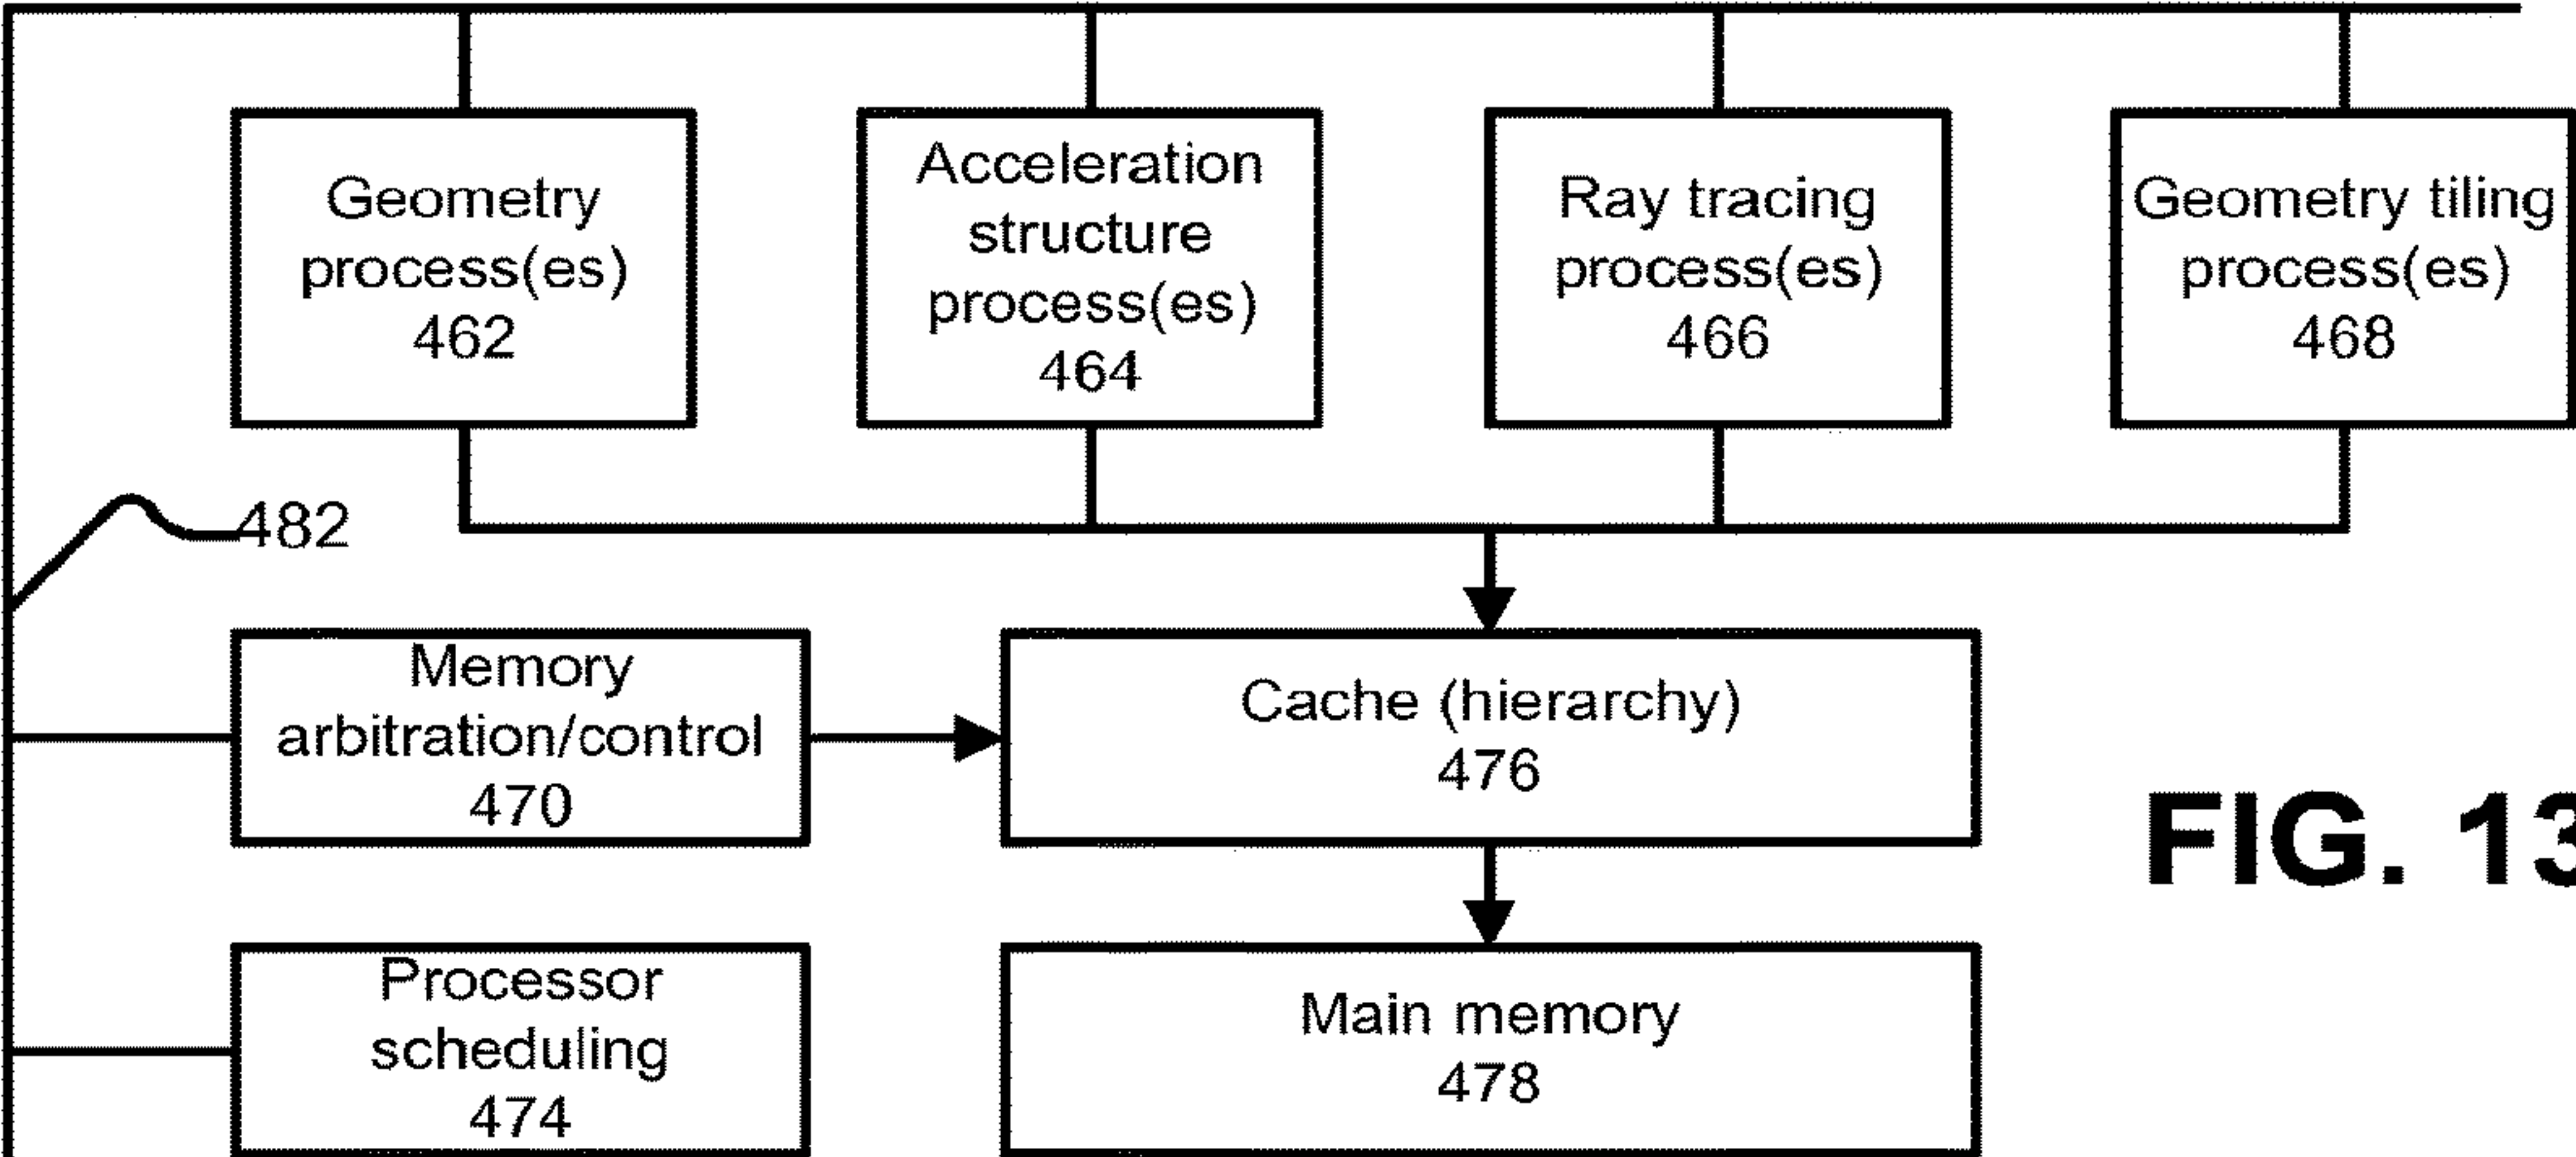 Geometry
process(es)
462
Acceleration
structure
process(es)
464
Ray tracing
process(es)
466
Geometry tiling
process(es)
468
482
Memory
arbitration/control
470
Cache (hierarchy)
476
FIG. 13
Processor
scheduling
474
Main memory
478